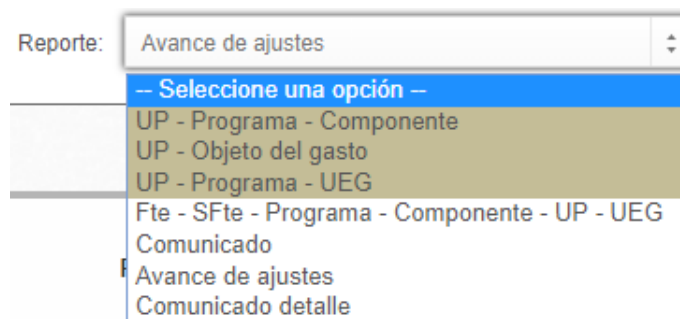 Reporte: Avance de ajustes
-- Seleccione una opción --
UP - Programa - Componente
UP - Objeto del gasto
UP - Programa - UEG
Fte - SFte - Programa - Componente - UP - UEG
Comunicado
Avance de ajustes
Comunicado detalle